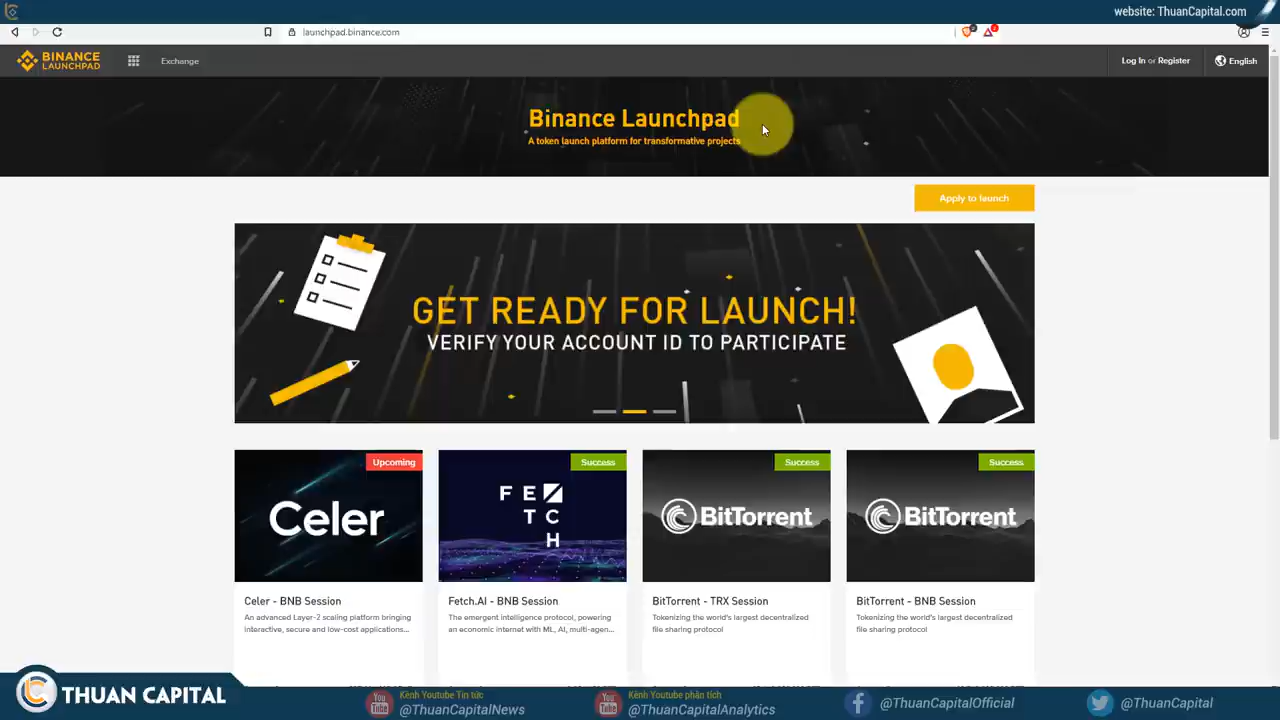 website: ThuanCapital.com
launchpad.binance.com
BINANCE
LAUNCHPAD
Exchange
Log In or Register
English
Binance Launchpad
A token launch platform for transformative projects
Apply to launch
GET READY FOR LAUNCH!
VERIFY YOUR ACCOUNT ID TO PARTICIPATE
Upcoming
Celer
Success
FE
TC
H
Success
BitTorrent
Success
BitTorrent
Celer - BNB Session
An advanced Layer-2 scaling platform bringing
interactive, secure and low-cost applications...
Fetch.AI - BNB Session
The emergent intelligence protocol, powering
an economic internet with ML, AI, multi-agen...
BitTorrent - TRX Session
Tokenizing the world's largest decentralized
file sharing protocol
BitTorrent - BNB Session
Tokenizing the world's largest decentralized
file sharing protocol
THUAN CAPITAL
You
Tube
Kênh Youtube Tin tức
@ThuanCapitalNews
You
Tube
Kênh Youtube phân tích
@ThuanCapitalAnalytics
@ThuanCapitalOfficial
@ThuanCapital